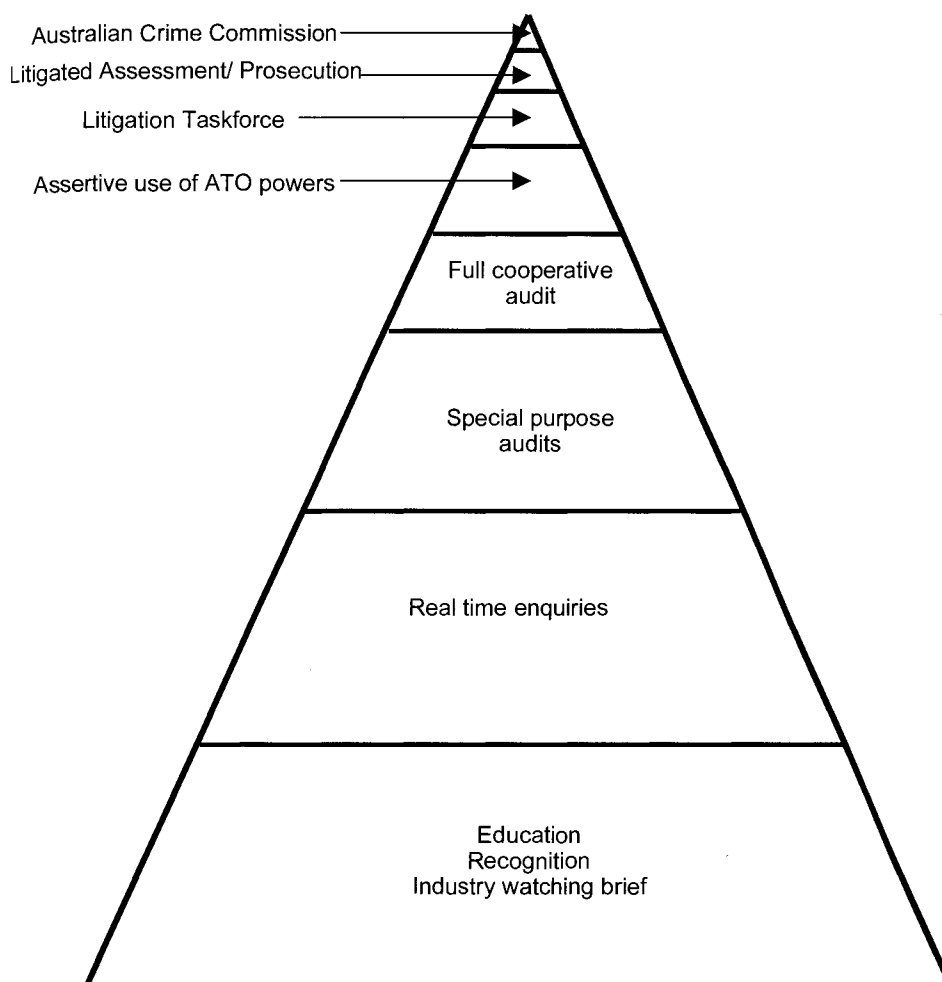 Australian Crime Commission
Litigated Assessment/ Prosecution
Litigation Taskforce
Assertive use of ATO powers
Full cooperative
audit
Special purpose
audits
Real time enquiries
Education
Recognition
Industry watching brief